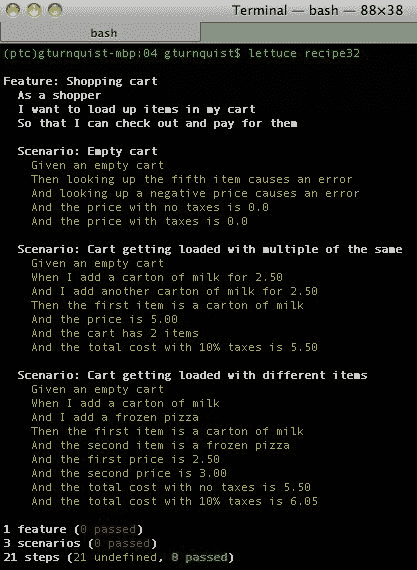 Terminal — bash — 88×38
bash
(ptc)gturnquist-mbp:04 gturnquist$ lettuce recipe32
Feature: Shopping cart
As a shopper
I want to load up items in my cart
So that I can check out and pay for them
Scenario: Empty cart
Given an empty cart
Then looking up the fifth item causes an error
And looking up a negative price causes an error
And the price with no taxes is 0.0
And the price with taxes is 0.0
Scenario: Cart getting loaded with multiple of the same
Given an empty cart
When I add a carton of milk for 2.50
And I add another carton of milk for 2.50
Then the first item is a carton of milk
And the price is 5.00
And the cart has 2 items
And the total cost with 10% taxes is 5.50
Scenario: Cart getting loaded with different items
Given an empty cart
When I add a carton of milk
And I add a frozen pizza
Then the first item is a carton of milk
And the second item is a frozen pizza
And the first price is 2.50
And the second price is 3.00
And the total cost with no taxes is 5.50
And the total cost with 10% taxes is 6.05
1 feature (0 passed)
3 scenarios (0 passed)
21 steps (21 undefined, 0 passed)